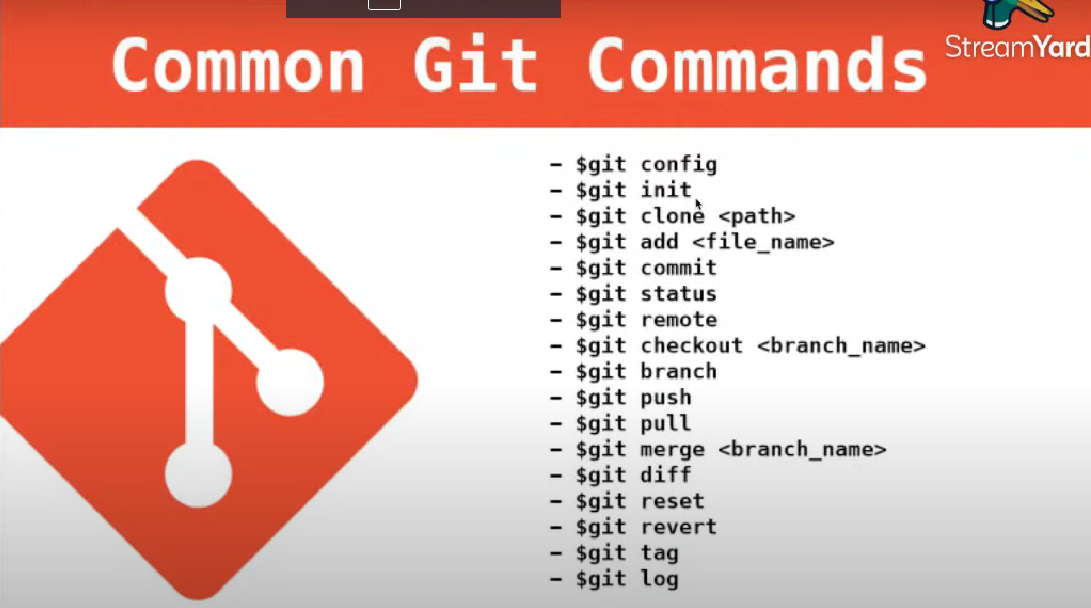 Common Git Commands
StreamYard
- $git config
- $git init
- $git clone <path>
- $git add <file_name>
- $git commit
- $git status
- $git remote
- $git checkout <branch_name>
- $git branch
- $git push
- $git pull
- $git merge <branch_name>
- $git diff
- $git reset
- $git revert
- $git tag
- $git log